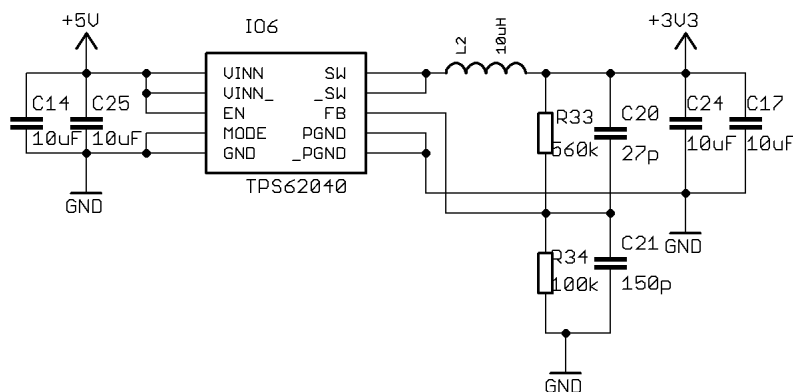 +5V
IO6
L2
10uH
+3V3
C14
10uF
C25
10uF
VINN
VINN_
EN
MODE
GND
SW
_SW
FB
PGND
_PGND
TPS62040
R33
560k
C20
27p
C24
10uF
C17
10uF
GND
GND
R34
100k
C21
150p
GND